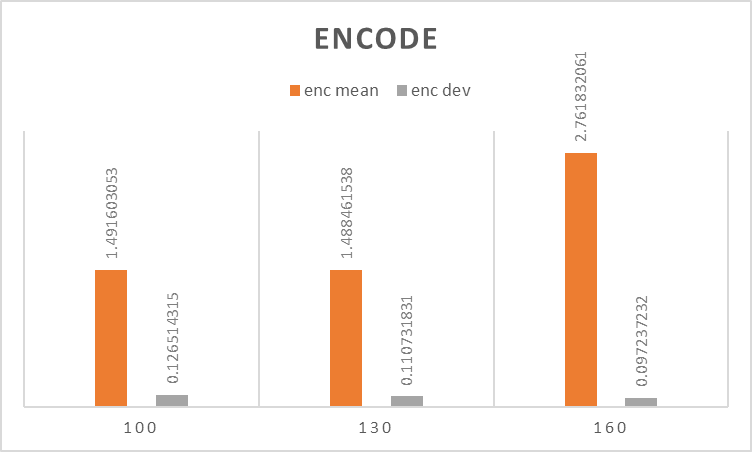 ENCODE
enc mean enc dev
1.491603053
0.126514315
1.488461538
0.110731831
2.761832061
0.097237232
100 130 160